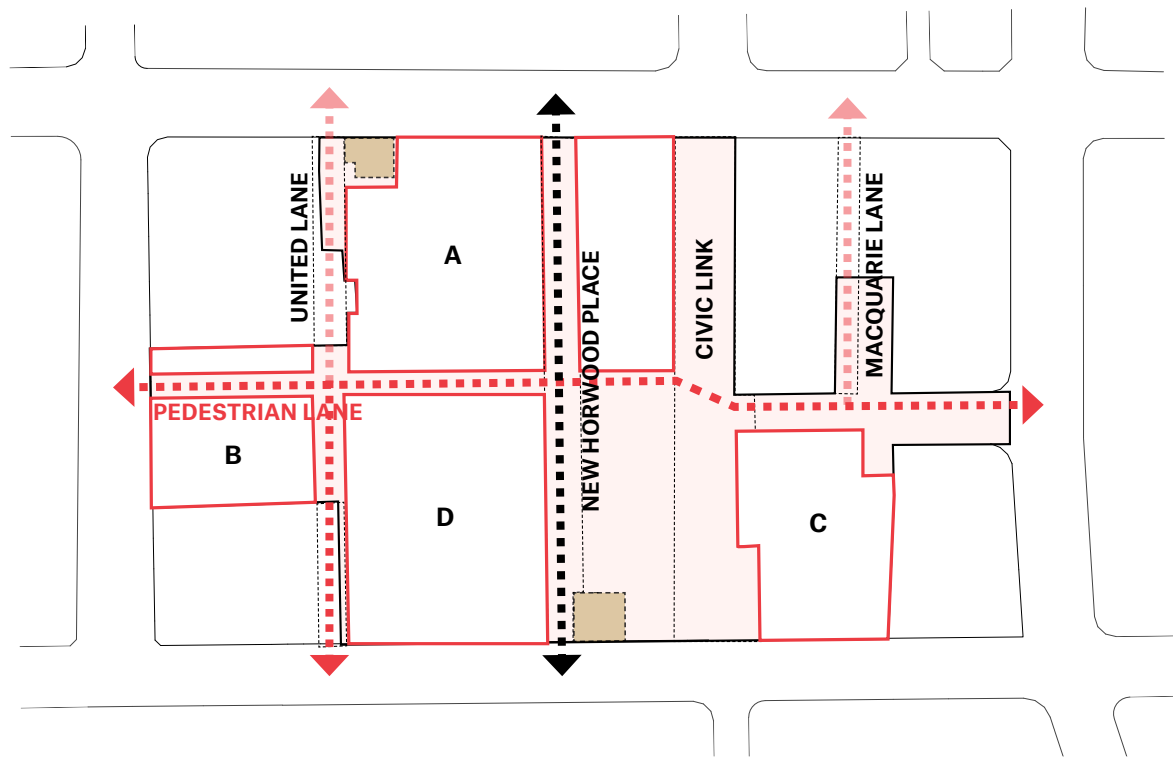 UNITED LANE
A
NEW HORWOOD PLACE
CIVIC LINK
MACQUARIE LANE
PEDESTRIAN LANE
B
D
C